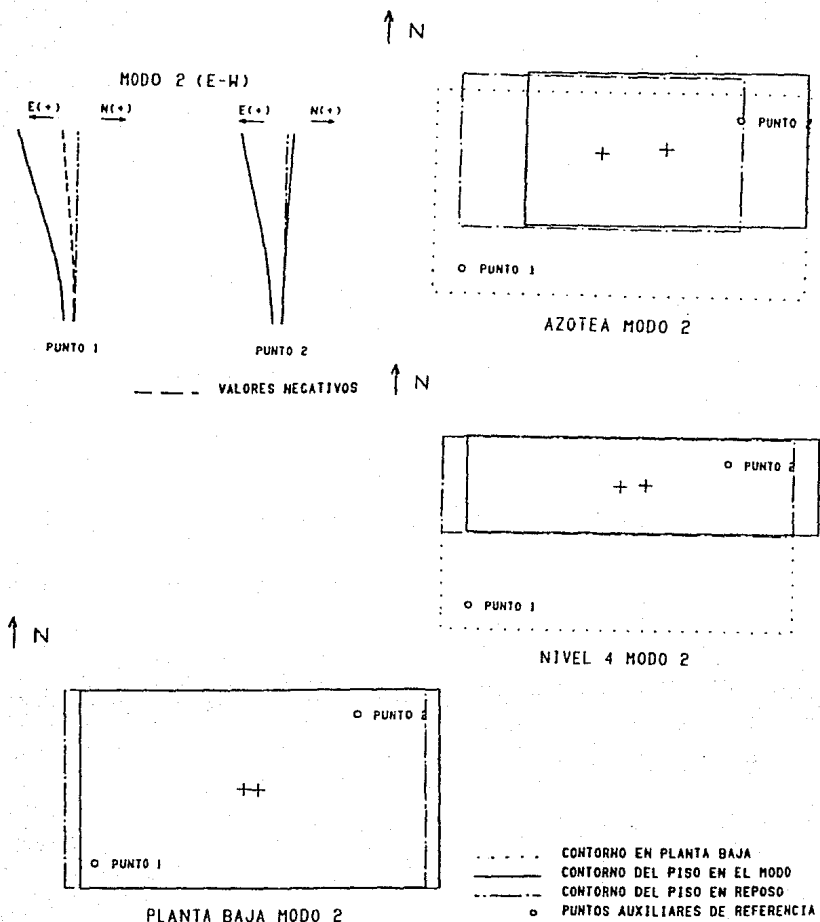 N
MODO 2 (E-W)
E(+) N(+) E(+) N(+)
PUNTO 1
PUNTO 2
— — — VALORES NEGATIVOS
PUNTO 2
PUNTO 1
AZOTEA MODO 2
N
PUNTO 2
PUNTO 1
NIVEL 4 MODO 2
N
PUNTO 2
PUNTO 1
PLANTA BAJA MODO 2
CONTORNO EN PLANTA BAJA
CONTORNO DEL PISO EN EL MODO
CONTORNO DEL PISO EN REPOSO
PUNTOS AUXILIARES DE REFERENCIA